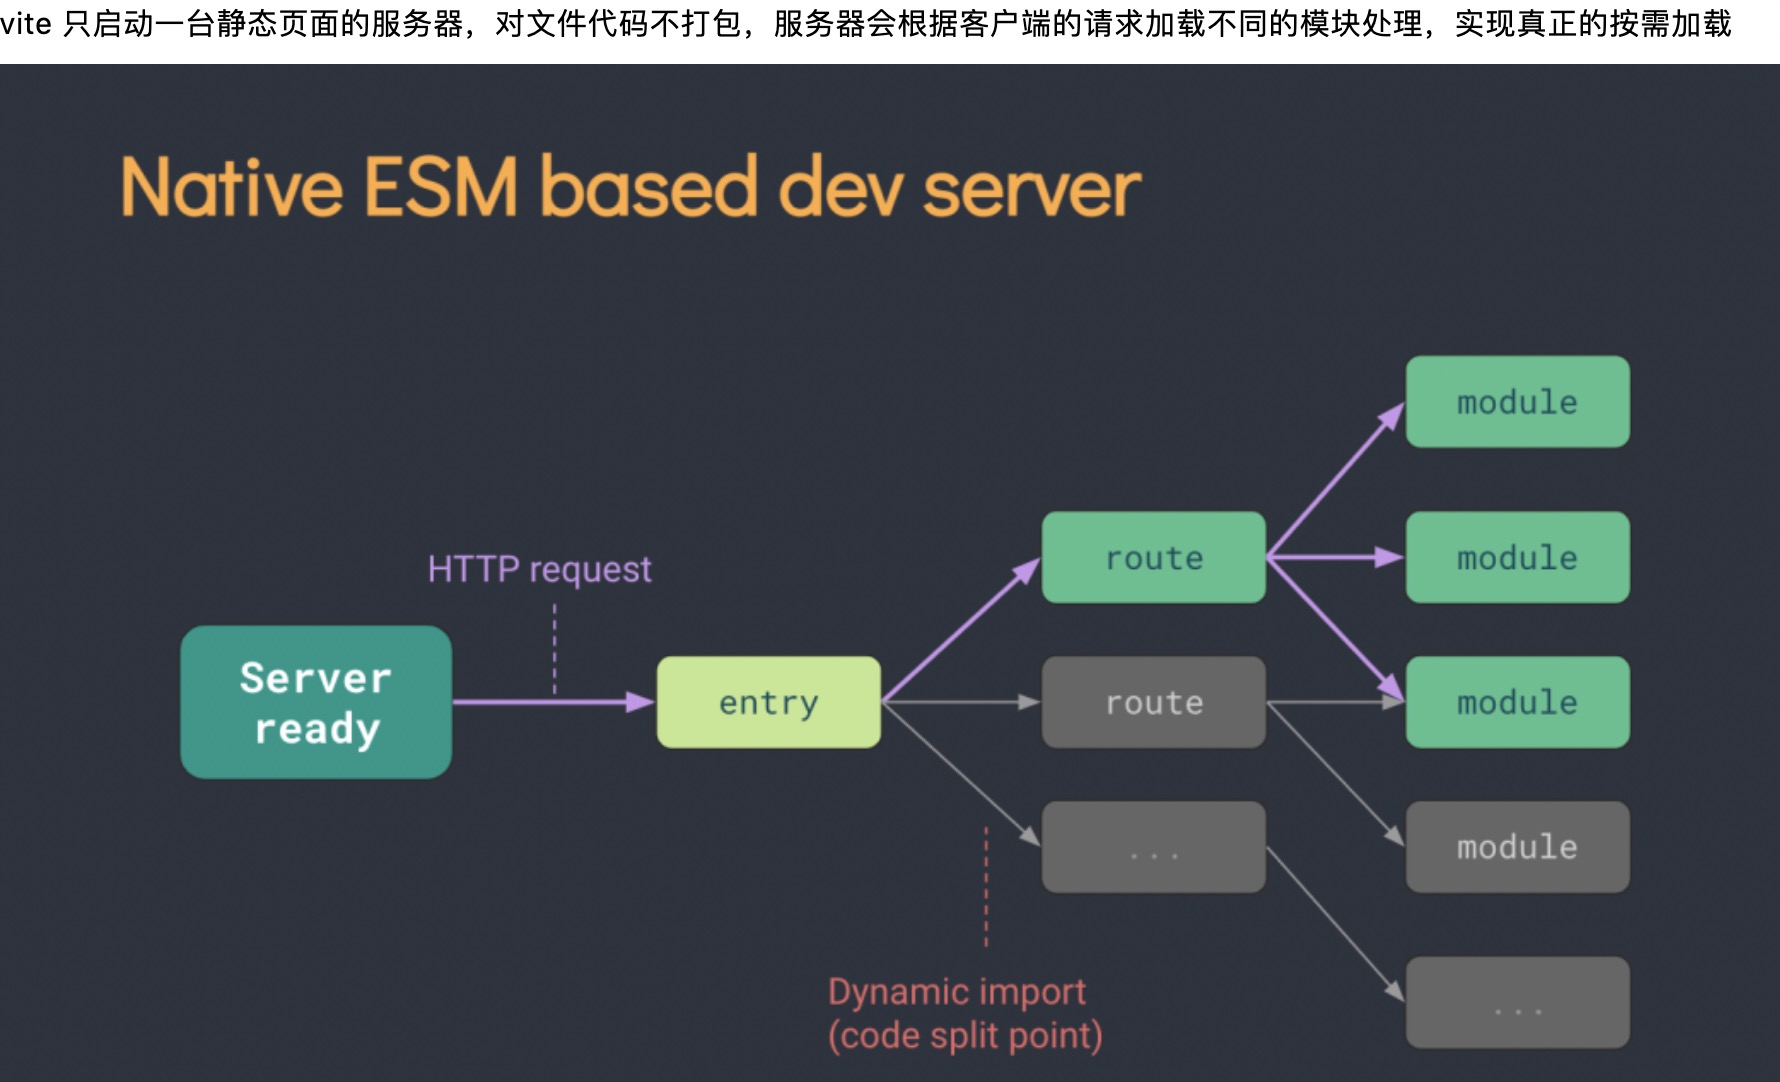 vite 只启动一台静态页面的服务器，对文件代码不打包，服务器会根据客户端的请求加载不同的模块处理，实现真正的按需加载
Native ESM based dev server
module
route
module
HTTP request
Server
ready
entry
route
module
...
module
Dynamic import
(code split point)
...